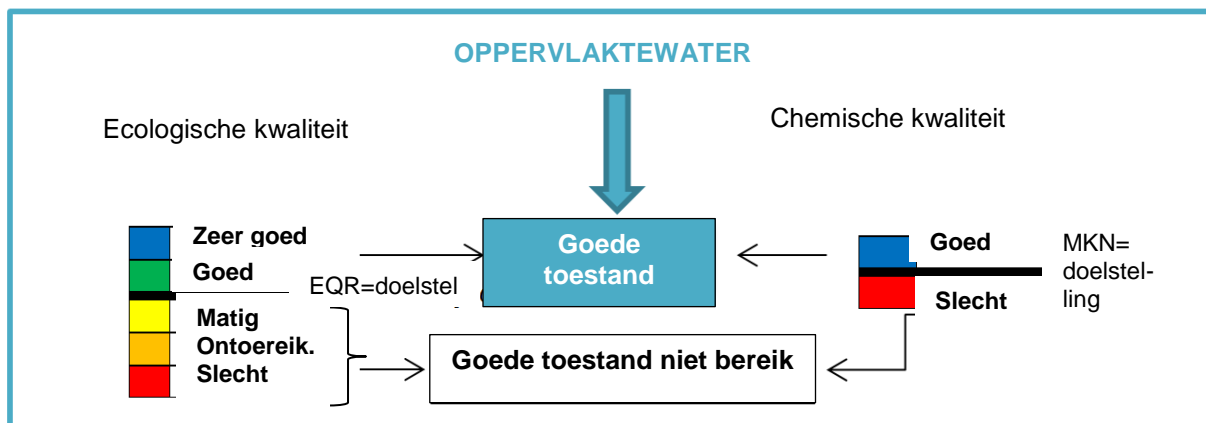 OPPERVLAKTEWATER
Ecologische kwaliteit
Chemische kwaliteit
Zeer goed
Goed
EQR=doelstel
Matig
Ontoereik.
Slecht
Goede
toestand
Goede toestand niet bereik
Goed
Slecht
MKN=
doelstel-
ling